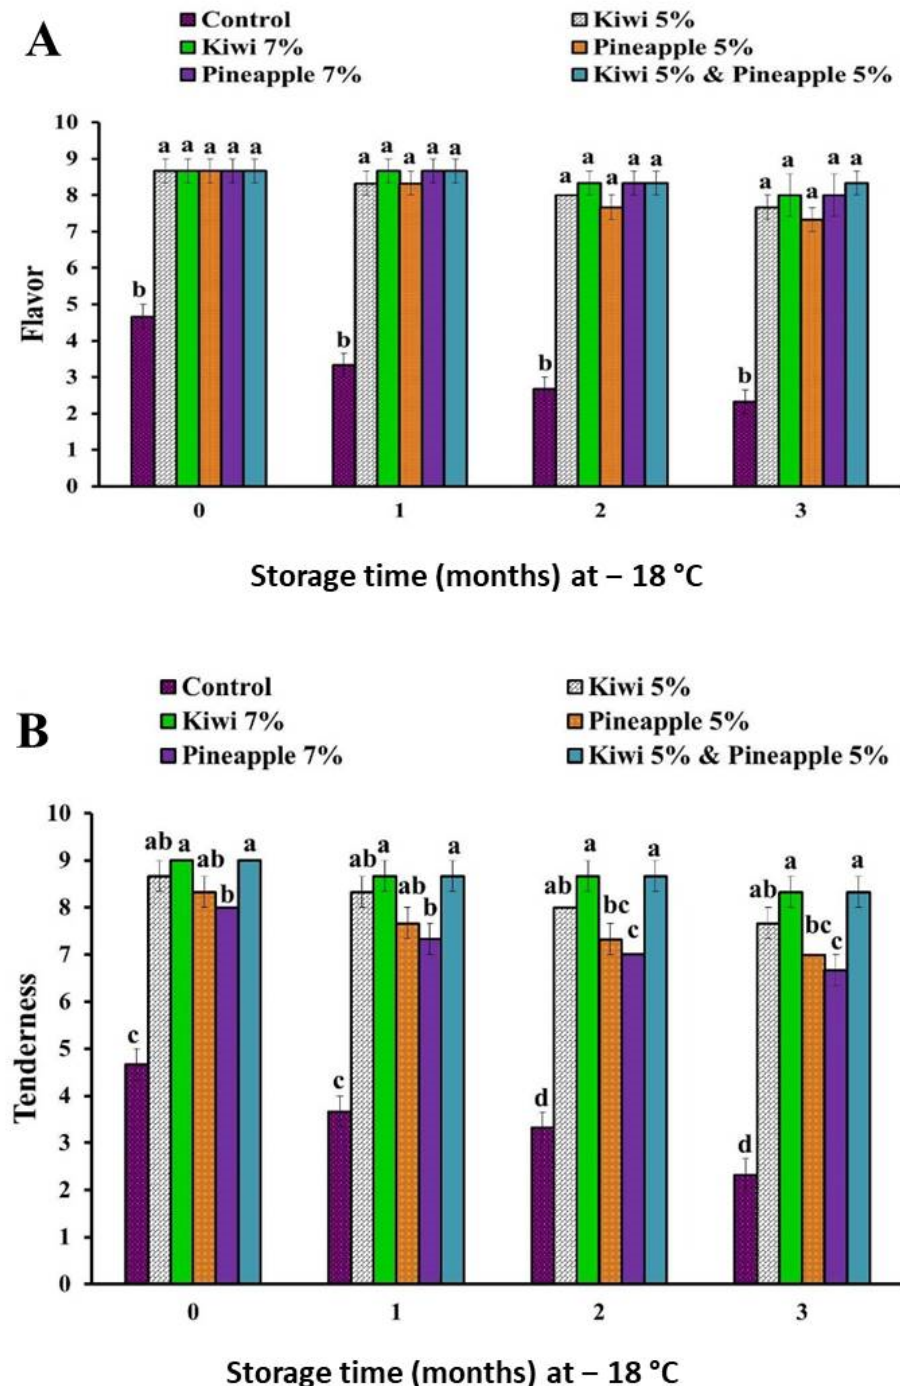 A
Control Kiwi 5%
Kiwi 7% Pineapple 5%
Pineapple 7% Kiwi 5% & Pineapple 5%
Flavor
10
9
8
7
6
5
4
3
2
1
0
b a a a a a
b a a a a a
b a a a a a
b a a a a a
0 1 2 3
Storage time (months) at – 18 °C
B
Control Kiwi 5%
Kiwi 7% Pineapple 5%
Pineapple 7% Kiwi 5% & Pineapple 5%
Tenderness
10
9
8
7
6
5
4
3
2
1
0
c ab a ab b a
c ab a ab b a
d ab a bc c a
d ab a bc c a
0 1 2 3
Storage time (months) at – 18 °C